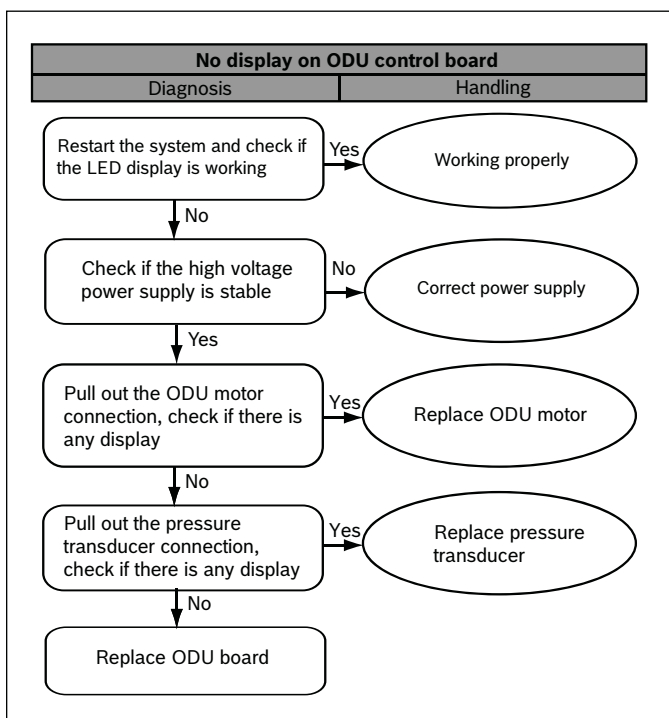 No display on ODU control board
Diagnosis
Handling
Restart the system and check if
the LED display is working
Yes
Working properly
No
Check if the high voltage
power supply is stable
No
Correct power supply
Yes
Pull out the ODU motor
connection, check if there is
any display
Yes
Replace ODU motor
No
Pull out the pressure
transducer connection,
check if there is any display
Yes
Replace pressure
transducer
No
Replace ODU board